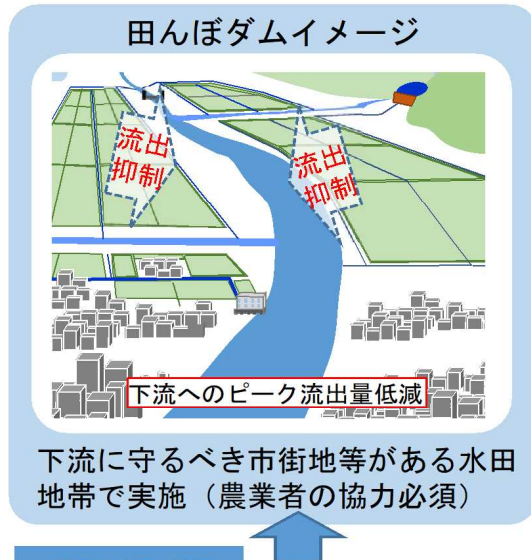 田んぼダムイメージ
流出
抑制
流出
抑制
下流へのピーク流出量低減
下流に守るべき市街地等がある水田
地帯で実施（農業者の協力必須）